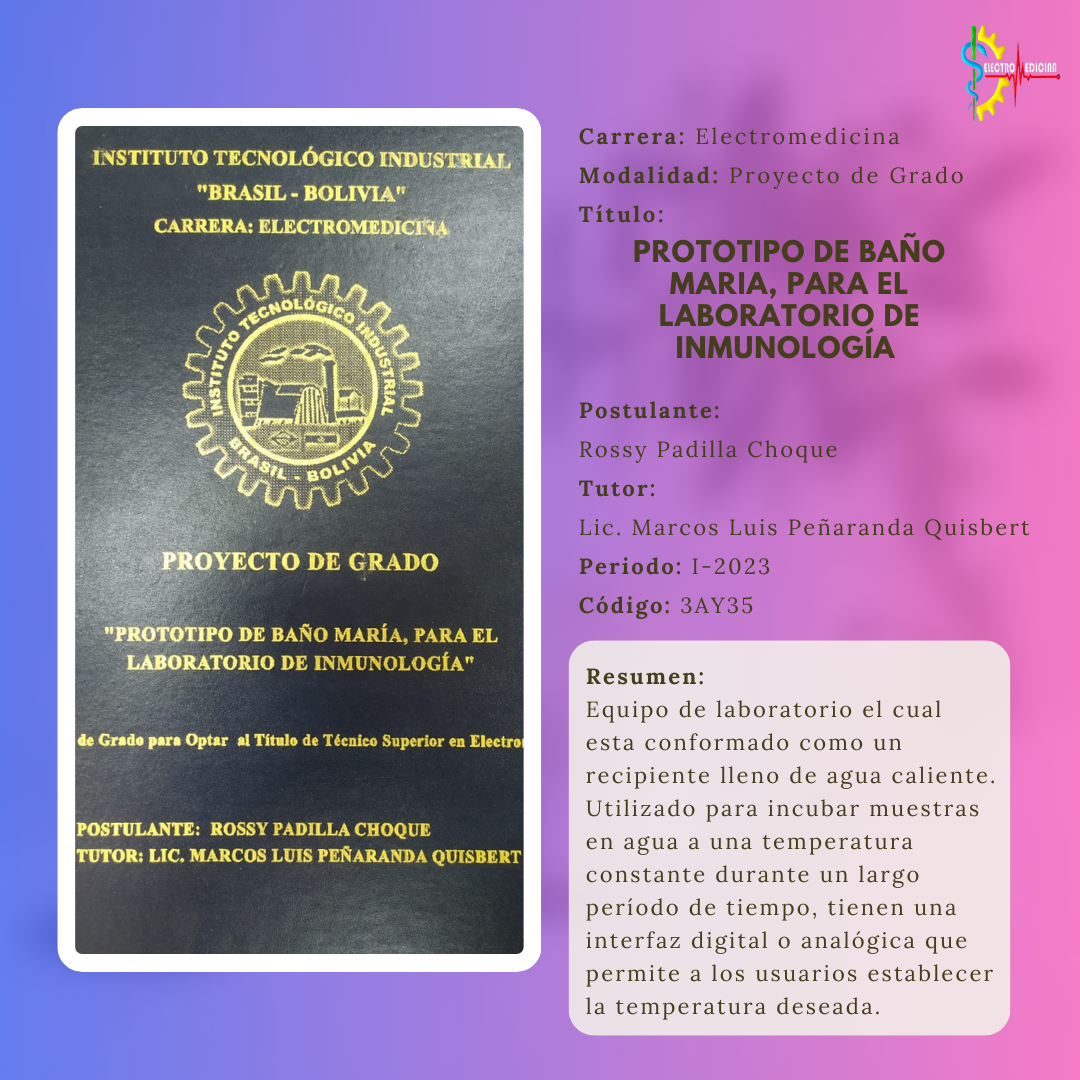 ELECTROMEDICINA
INSTITUTO TECNOLÓGICO INDUSTRIAL
"BRASIL - BOLIVIA"
CARRERA: ELECTROMEDICINA
INSTITUTO TECNOLÓGICO INDUSTRIAL
BRASIL - BOLIVIA
PROYECTO DE GRADO
"PROTOTIPO DE BAÑO MARÍA, PARA EL
LABORATORIO DE INMUNOLOGÍA"
de Grado para Optar al Título de Técnico Superior en
POSTULANTE: ROSSY PADILLA CHOQUE
TUTOR: LIC. MARCOS LUIS PEÑARANDA QUISBERT
Carrera: Electromedicina
Modalidad: Proyecto de Grado
Título:
PROTOTIPO DE BAÑO
MARIA, PARA EL
LABORATORIO DE
INMUNOLOGÍA
Postulante:
Rossy Padilla Choque
Tutor:
Lic. Marcos Luis Peñaranda Quisbert
Periodo: I-2023
Código: 3AY35
Resumen:
Equipo de laboratorio el cual
esta conformado como un
recipiente lleno de agua caliente.
Utilizado para incubar muestras
en agua a una temperatura
constante durante un largo
período de tiempo, tienen una
interfaz digital o analógica que
permite a los usuarios establecer
la temperatura deseada.